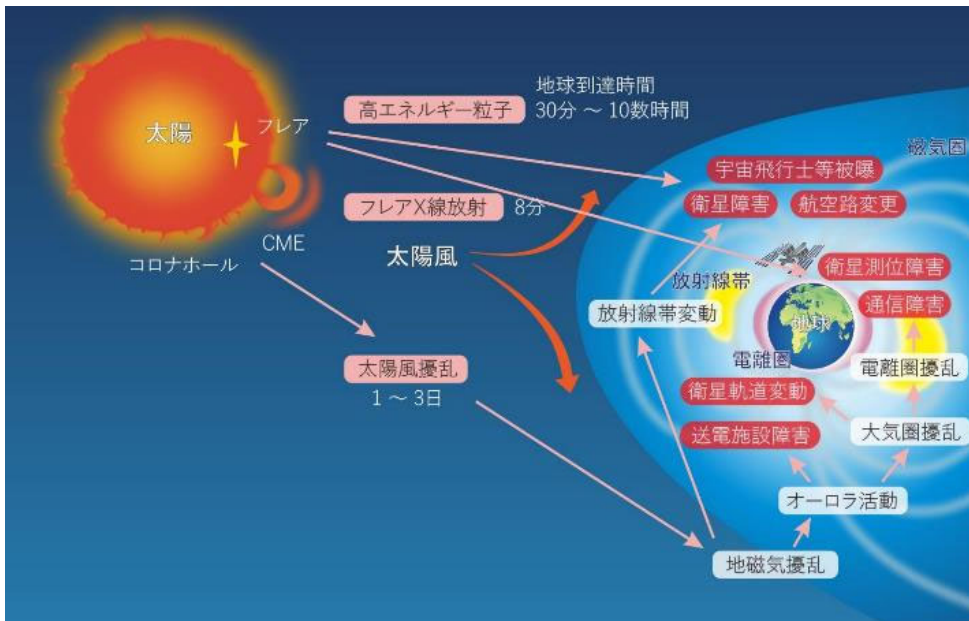 地球到達時間
高エネルギー粒子
30分 ～ 10数時間
太陽
フレア
磁気圏
宇宙飛行士等被曝
フレアX線放射
8分
衛星障害
航空路変更
CME
コロナホール
太陽風
衛星測位障害
放射線帯
放射線帯変動
通信障害
地球
電離圏
電離圏擾乱
太陽風擾乱
1 ～ 3日
衛星軌道変動
送電施設障害
大気圏擾乱
オーロラ活動
地磁気擾乱